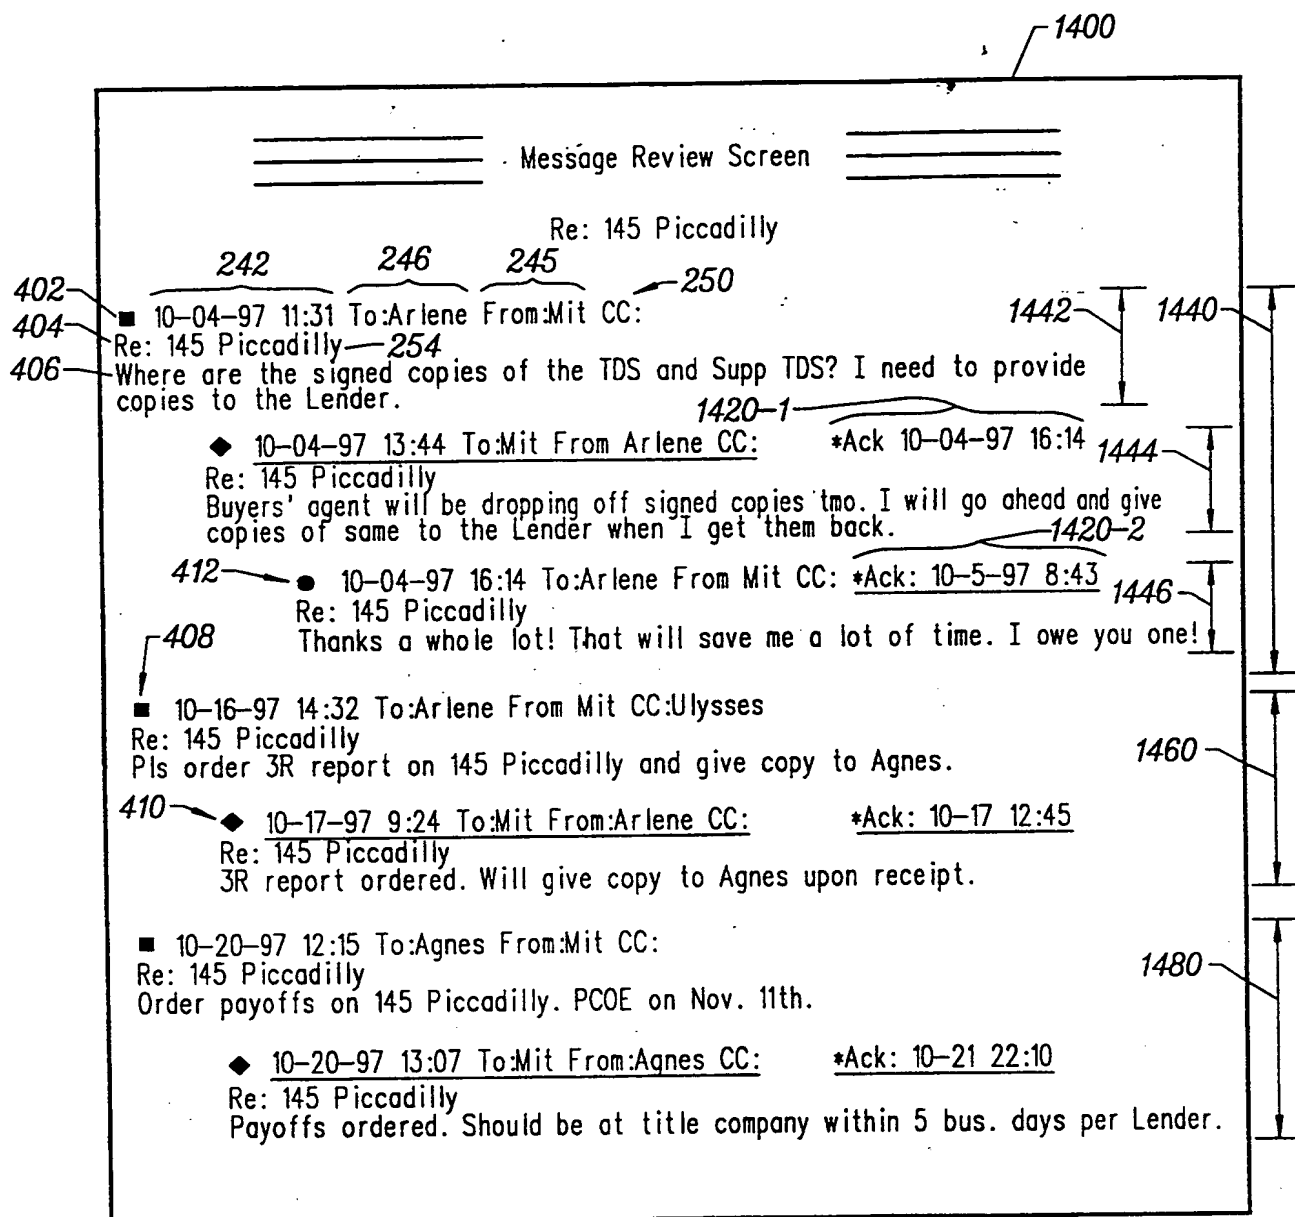 1400
Message Review Screen
Re: 145 Piccadilly
242 246 245 250
402 ■ 10-04-97 11:31 To:Arlene From:Mit CC: 1442 1440
404 Re: 145 Piccadilly 254
406 Where are the signed copies of the TDS and Supp TDS? I need to provide
copies to the Lender. 1420-1
◆ 10-04-97 13:44 To:Mit From Arlene CC: *Ack 10-04-97 16:14 1444
Re: 145 Piccadilly
Buyers' agent will be dropping off signed copies tmo. I will go ahead and give
copies of same to the Lender when I get them back. 1420-2
412 ● 10-04-97 16:14 To:Arlene From Mit CC: *Ack: 10-5-97 8:43 1446
Re: 145 Piccadilly
Thanks a whole lot! That will save me a lot of time. I owe you one!
408
■ 10-16-97 14:32 To:Arlene From Mit CC:Ulysses
Re: 145 Piccadilly
Pls order 3R report on 145 Piccadilly and give copy to Agnes. 1460
410 ◆ 10-17-97 9:24 To:Mit From:Arlene CC: *Ack: 10-17 12:45
Re: 145 Piccadilly
3R report ordered. Will give copy to Agnes upon receipt.
■ 10-20-97 12:15 To:Agnes From:Mit CC:
Re: 145 Piccadilly 1480
Order payoffs on 145 Piccadilly. PCOE on Nov. 11th.
◆ 10-20-97 13:07 To:Mit From:Agnes CC: *Ack: 10-21 22:10
Re: 145 Piccadilly
Payoffs ordered. Should be at title company within 5 bus. days per Lender.